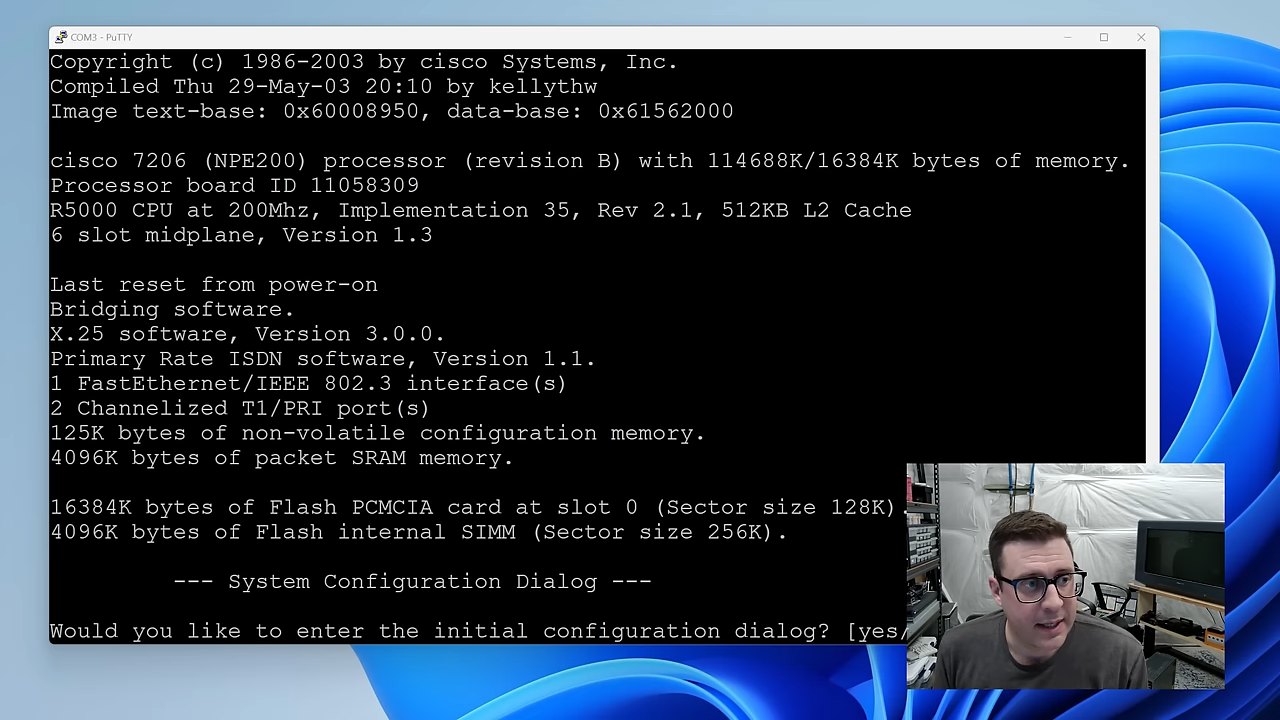 COM3 - PuTTY
Copyright (c) 1986-2003 by cisco Systems, Inc.
Compiled Thu 29-May-03 20:10 by kellythw
Image text-base: 0x60008950, data-base: 0x61562000
cisco 7206 (NPE200) processor (revision B) with 114688K/16384K bytes of memory.
Processor board ID 11058309
R5000 CPU at 200Mhz, Implementation 35, Rev 2.1, 512KB L2 Cache
6 slot midplane, Version 1.3
Last reset from power-on
Bridging software.
X.25 software, Version 3.0.0.
Primary Rate ISDN software, Version 1.1.
1 FastEthernet/IEEE 802.3 interface(s)
2 Channelized T1/PRI port(s)
125K bytes of non-volatile configuration memory.
4096K bytes of packet SRAM memory.
16384K bytes of Flash PCMCIA card at slot 0 (Sector size 128K).
4096K bytes of Flash internal SIMM (Sector size 256K).
--- System Configuration Dialog ---
Would you like to enter the initial configuration dialog? [yes/